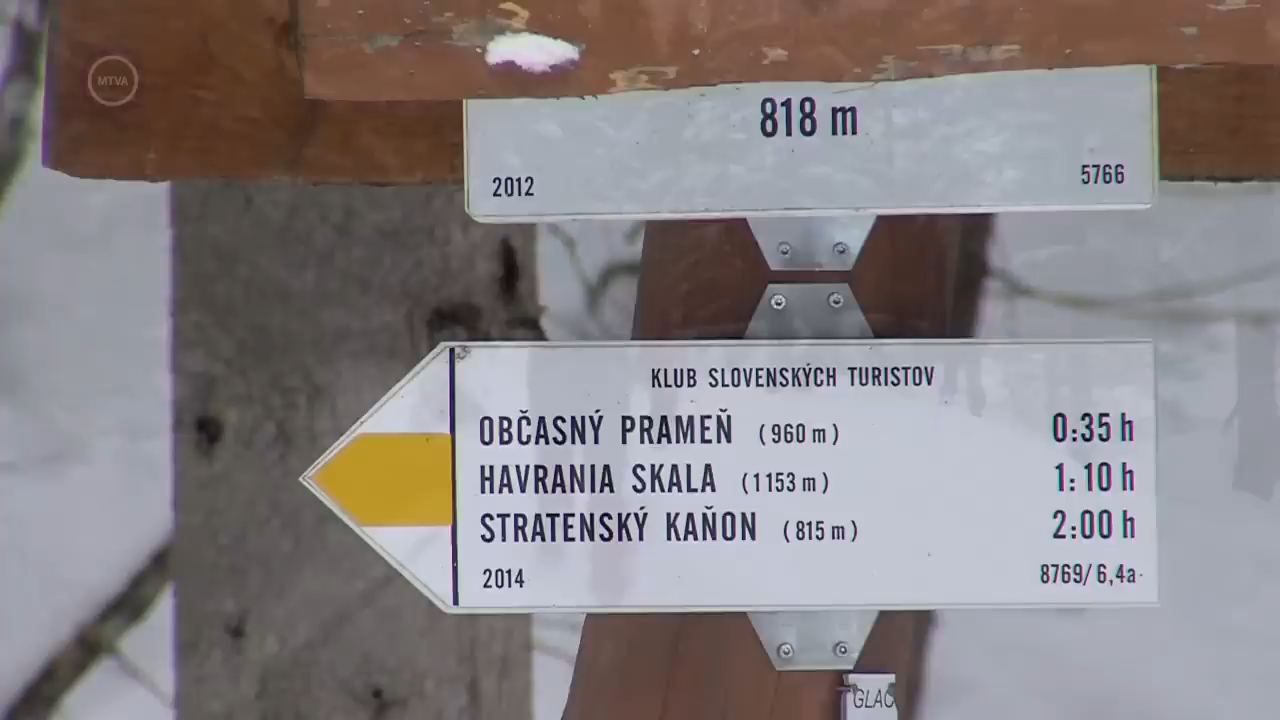 MTVA
818 m
2012 5766
KLUB SLOVENSKÝCH TURISTOV
OBČASNÝ PRAMEŇ (960 m) 0:35 h
HAVRANIA SKALA (1153 m) 1:10 h
STRATENSKÝ KAŇON (815 m) 2:00 h
2014 8769/6,4a
GLAC